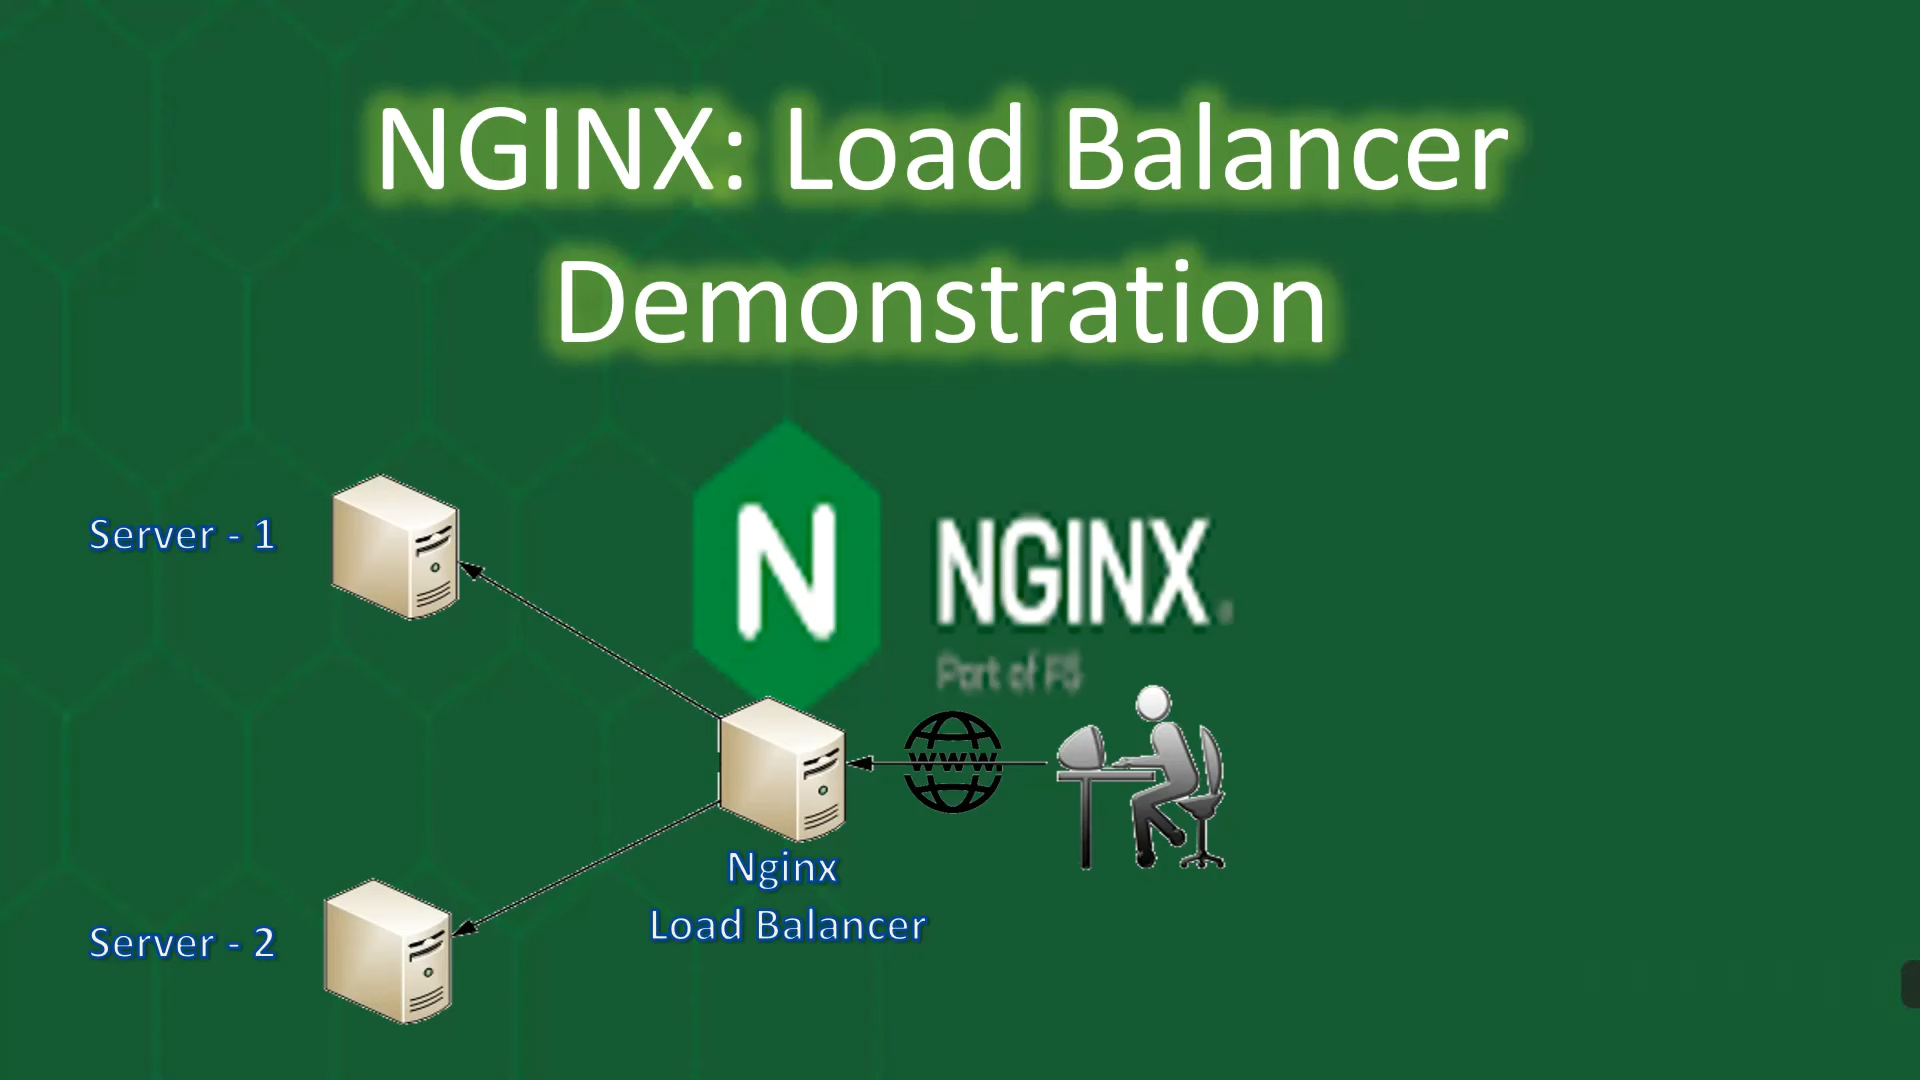 NGINX: Load Balancer
Demonstration
N
NGINX
Part of F5
Server - 1
WWW
Nginx
Load Balancer
Server - 2